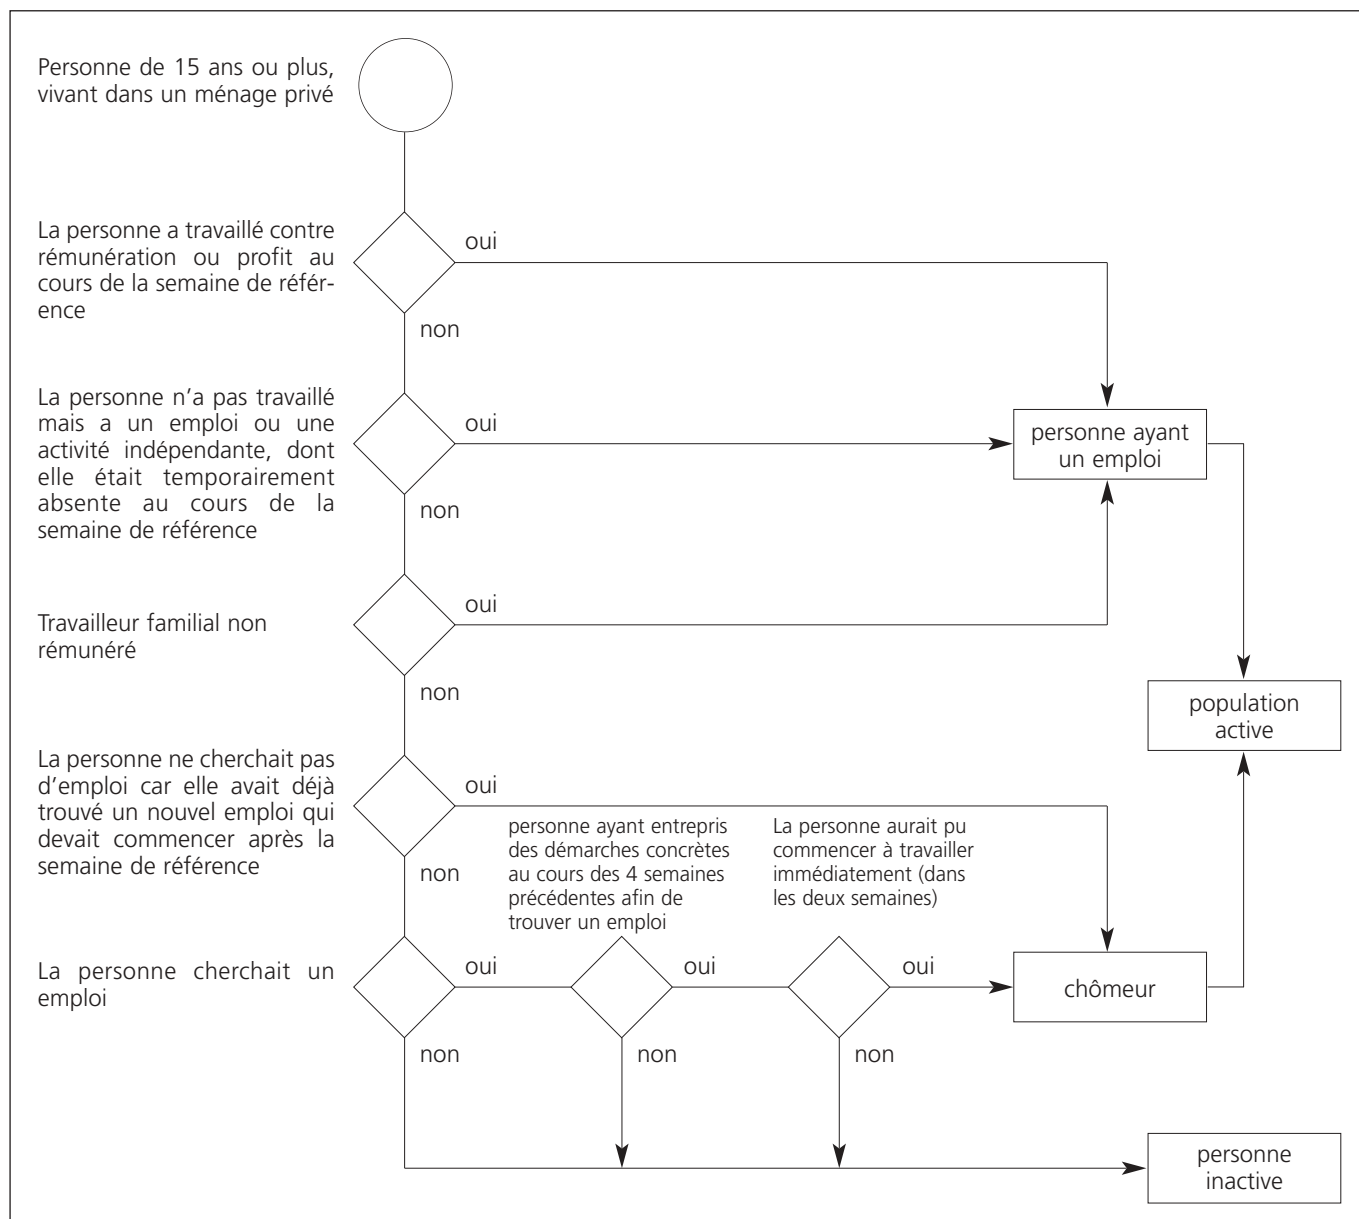 Personne de 15 ans ou plus,
vivant dans un ménage privé
La personne a travaillé contre
rémunération ou profit au
cours de la semaine de référ-
ence
oui
non
La personne n'a pas travaillé
mais a un emploi ou une
activité indépendante, dont
elle était temporairement
absente au cours de la
semaine de référence
oui
non
personne ayant
un emploi
Travailleur familial non
rémunéré
oui
non
population
active
La personne ne cherchait pas
d'emploi car elle avait déjà
trouvé un nouvel emploi qui
devait commencer après la
semaine de référence
oui
non
personne ayant entrepris
des démarches concrètes
au cours des 4 semaines
précédentes afin de
trouver un emploi
La personne aurait pu
commencer à travailler
immédiatement (dans
les deux semaines)
La personne cherchait un
emploi
oui
non
oui
non
oui
non
chômeur
personne
inactive